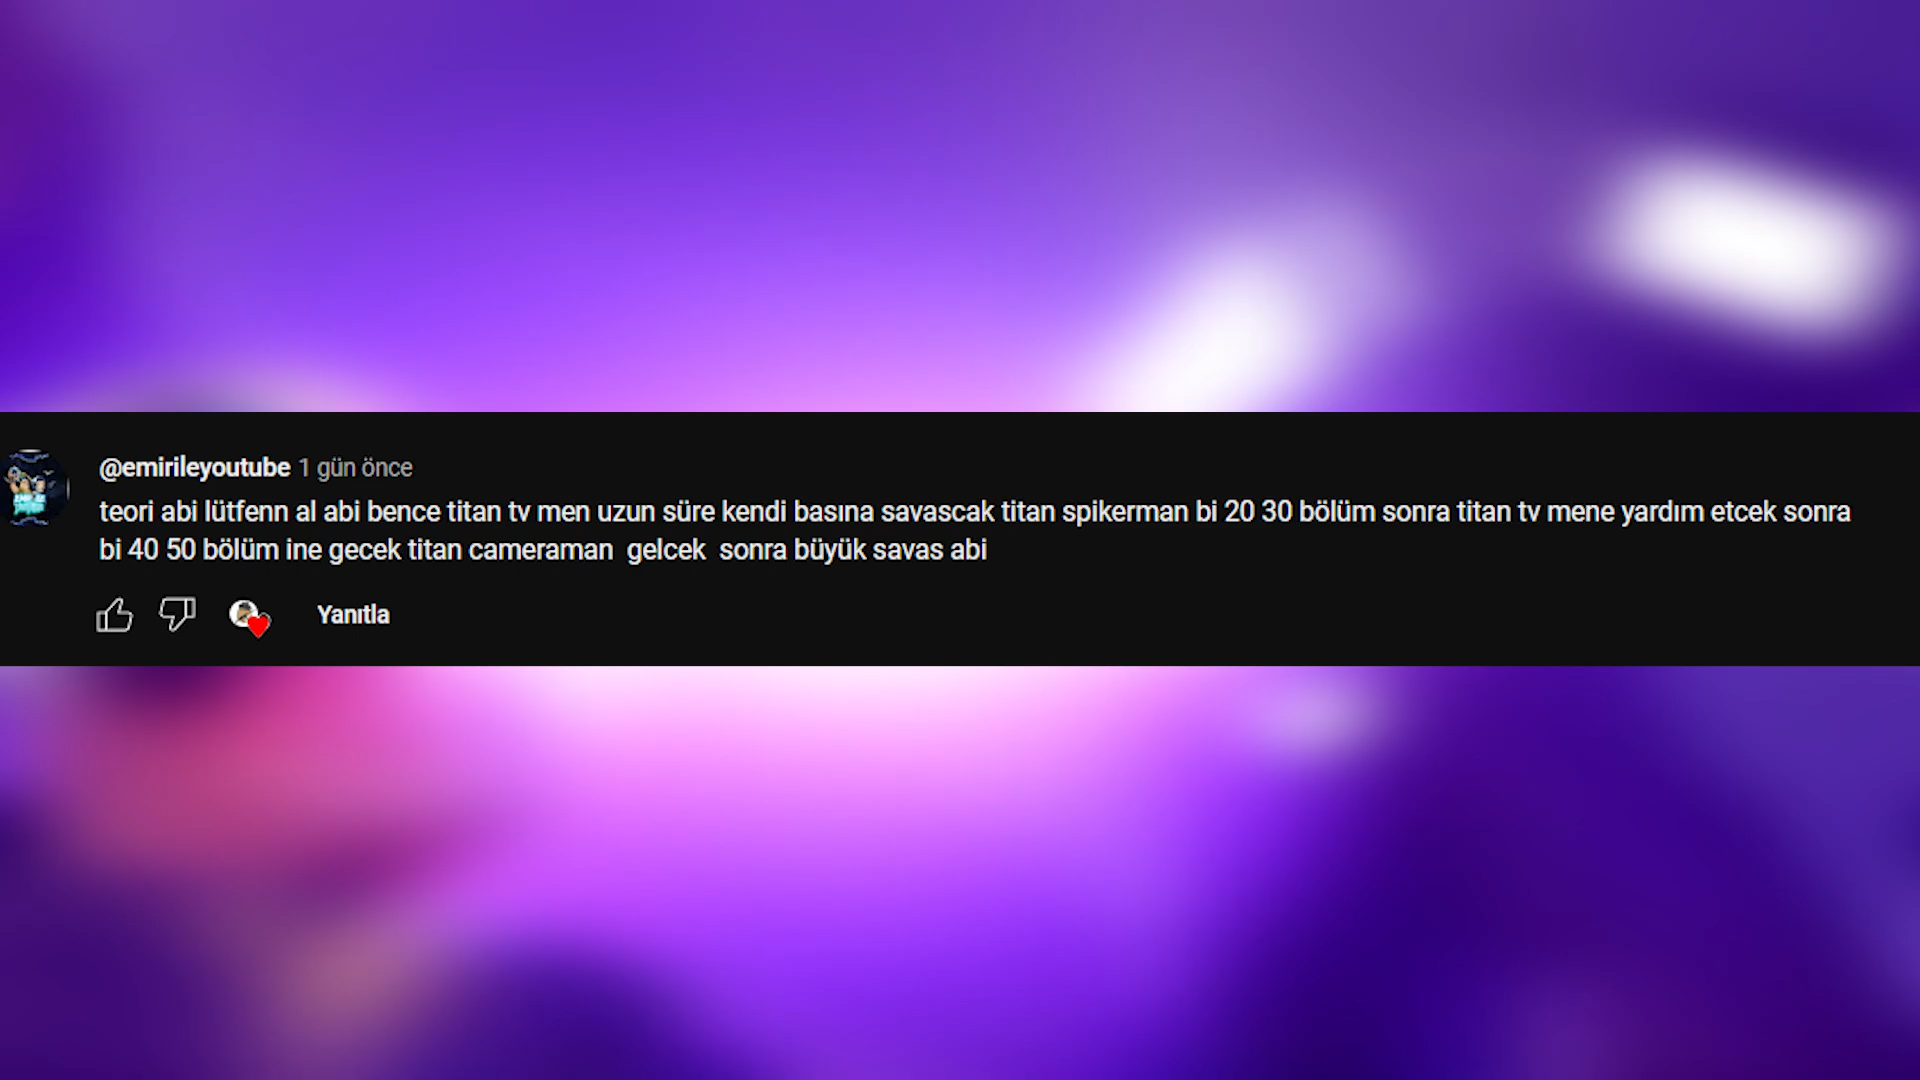 @emirileyoutube 1 gün önce
teori abi lütfenn al abi bence titan tv men uzun süre kendi basına savascak titan spikerman bi 20 30 bölüm sonra titan tv mene yardım etcek sonra
bi 40 50 bölüm ine gecek titan cameraman  gelcek  sonra büyük savas abi
Yanıtla